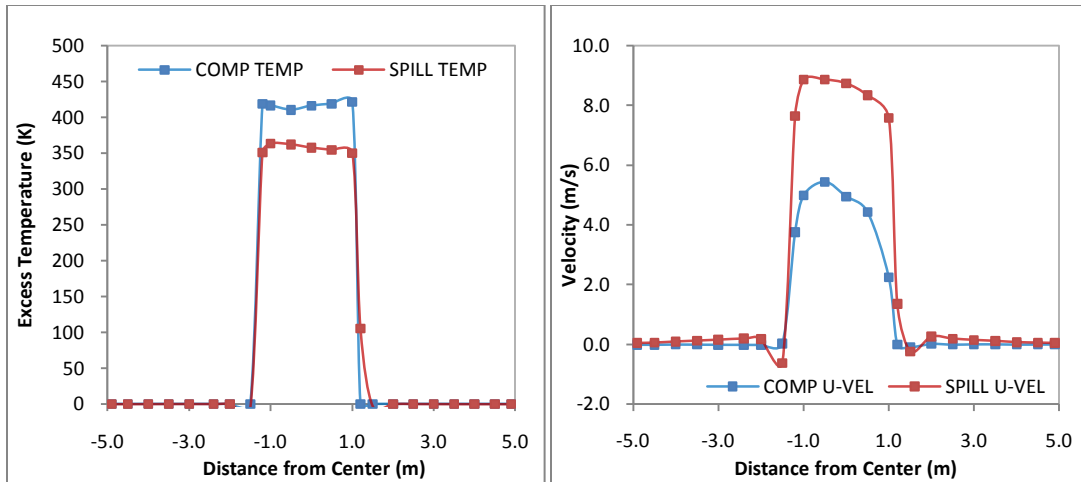 500
450
400
350
300
250
200
150
100
50
0
Excess Temperature (K)
COMP TEMP SPILL TEMP
-5.0 -3.0 -1.0 1.0 3.0 5.0
Distance from Center (m)
10.0
8.0
6.0
4.0
2.0
0.0
-2.0
Velocity (m/s)
COMP U-VEL SPILL U-VEL
-5.0 -3.0 -1.0 1.0 3.0 5.0
Distance from Center (m)